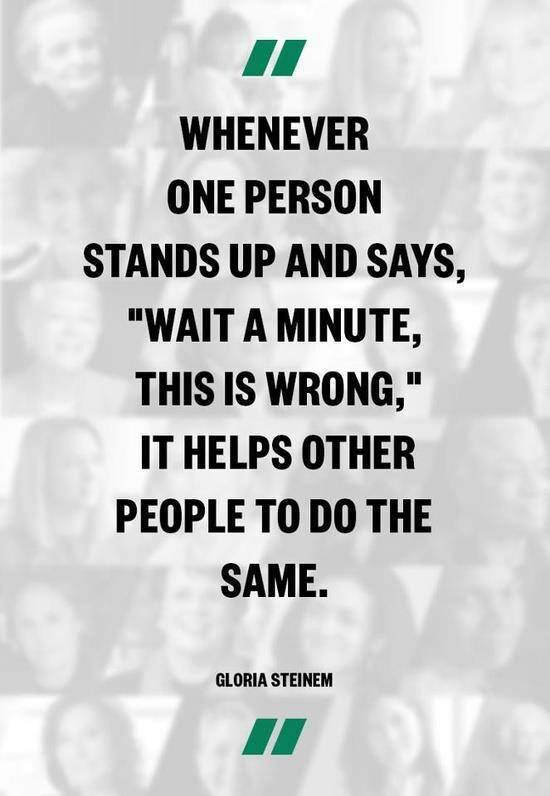 WHENEVER
ONE PERSON
STANDS UP AND SAYS,
"WAIT A MINUTE,
THIS IS WRONG,"
IT HELPS OTHER
PEOPLE TO DO THE
SAME.
GLORIA STEINEM